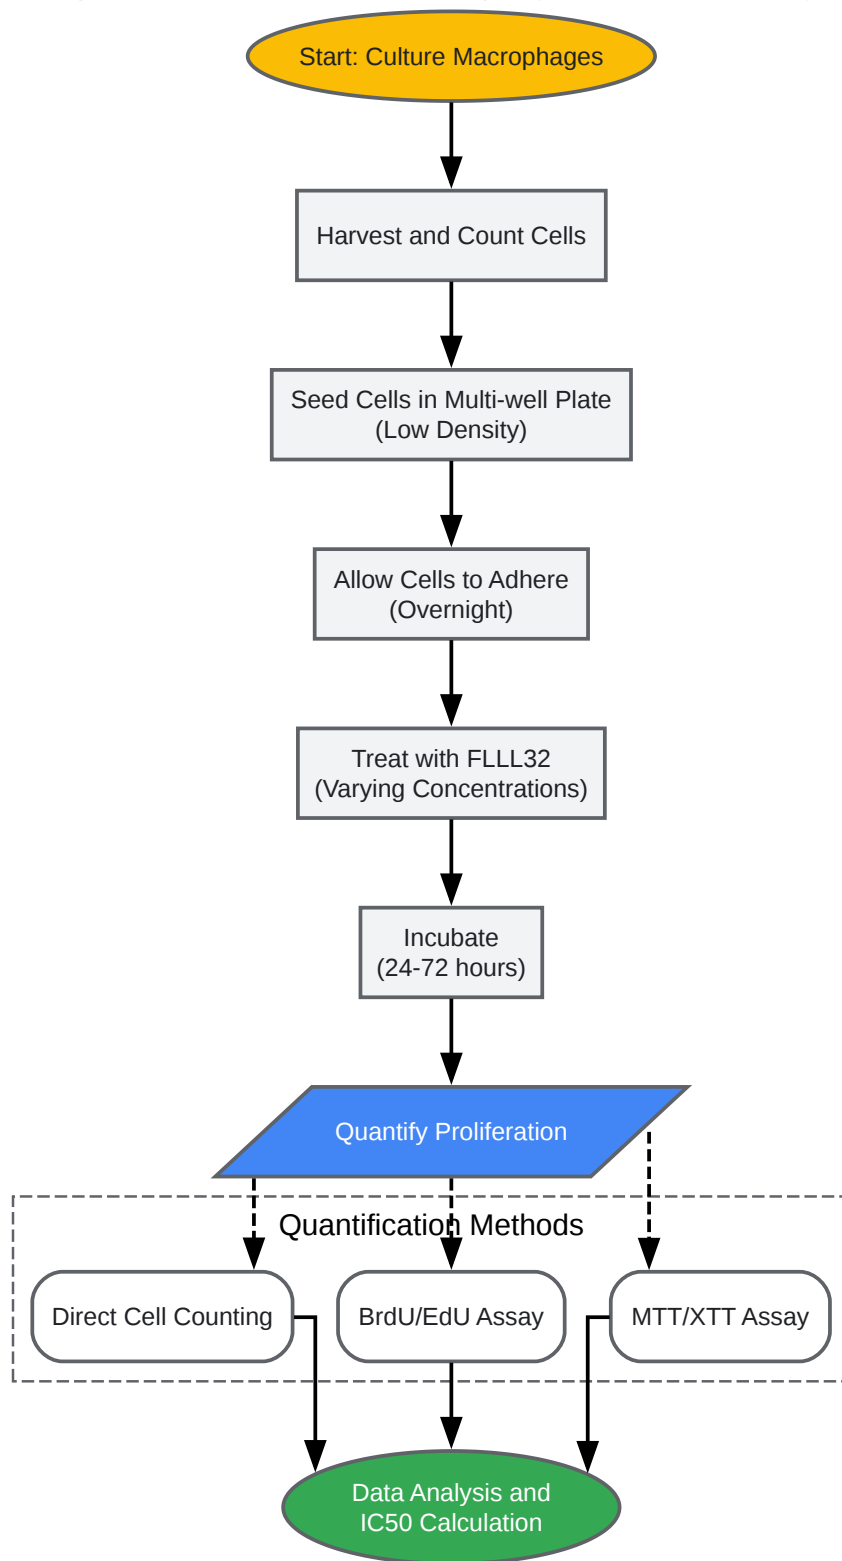 Start: Culture Macrophages
Harvest and Count Cells
Seed Cells in Multi-well Plate
(Low Density)
Allow Cells to Adhere
(Overnight)
Treat with FLLL32
(Varying Concentrations)
Incubate
(24-72 hours)
Quantify Proliferation
Quantification Methods
Direct Cell Counting
BrdU/EdU Assay
MTT/XTT Assay
Data Analysis and
IC50 Calculation